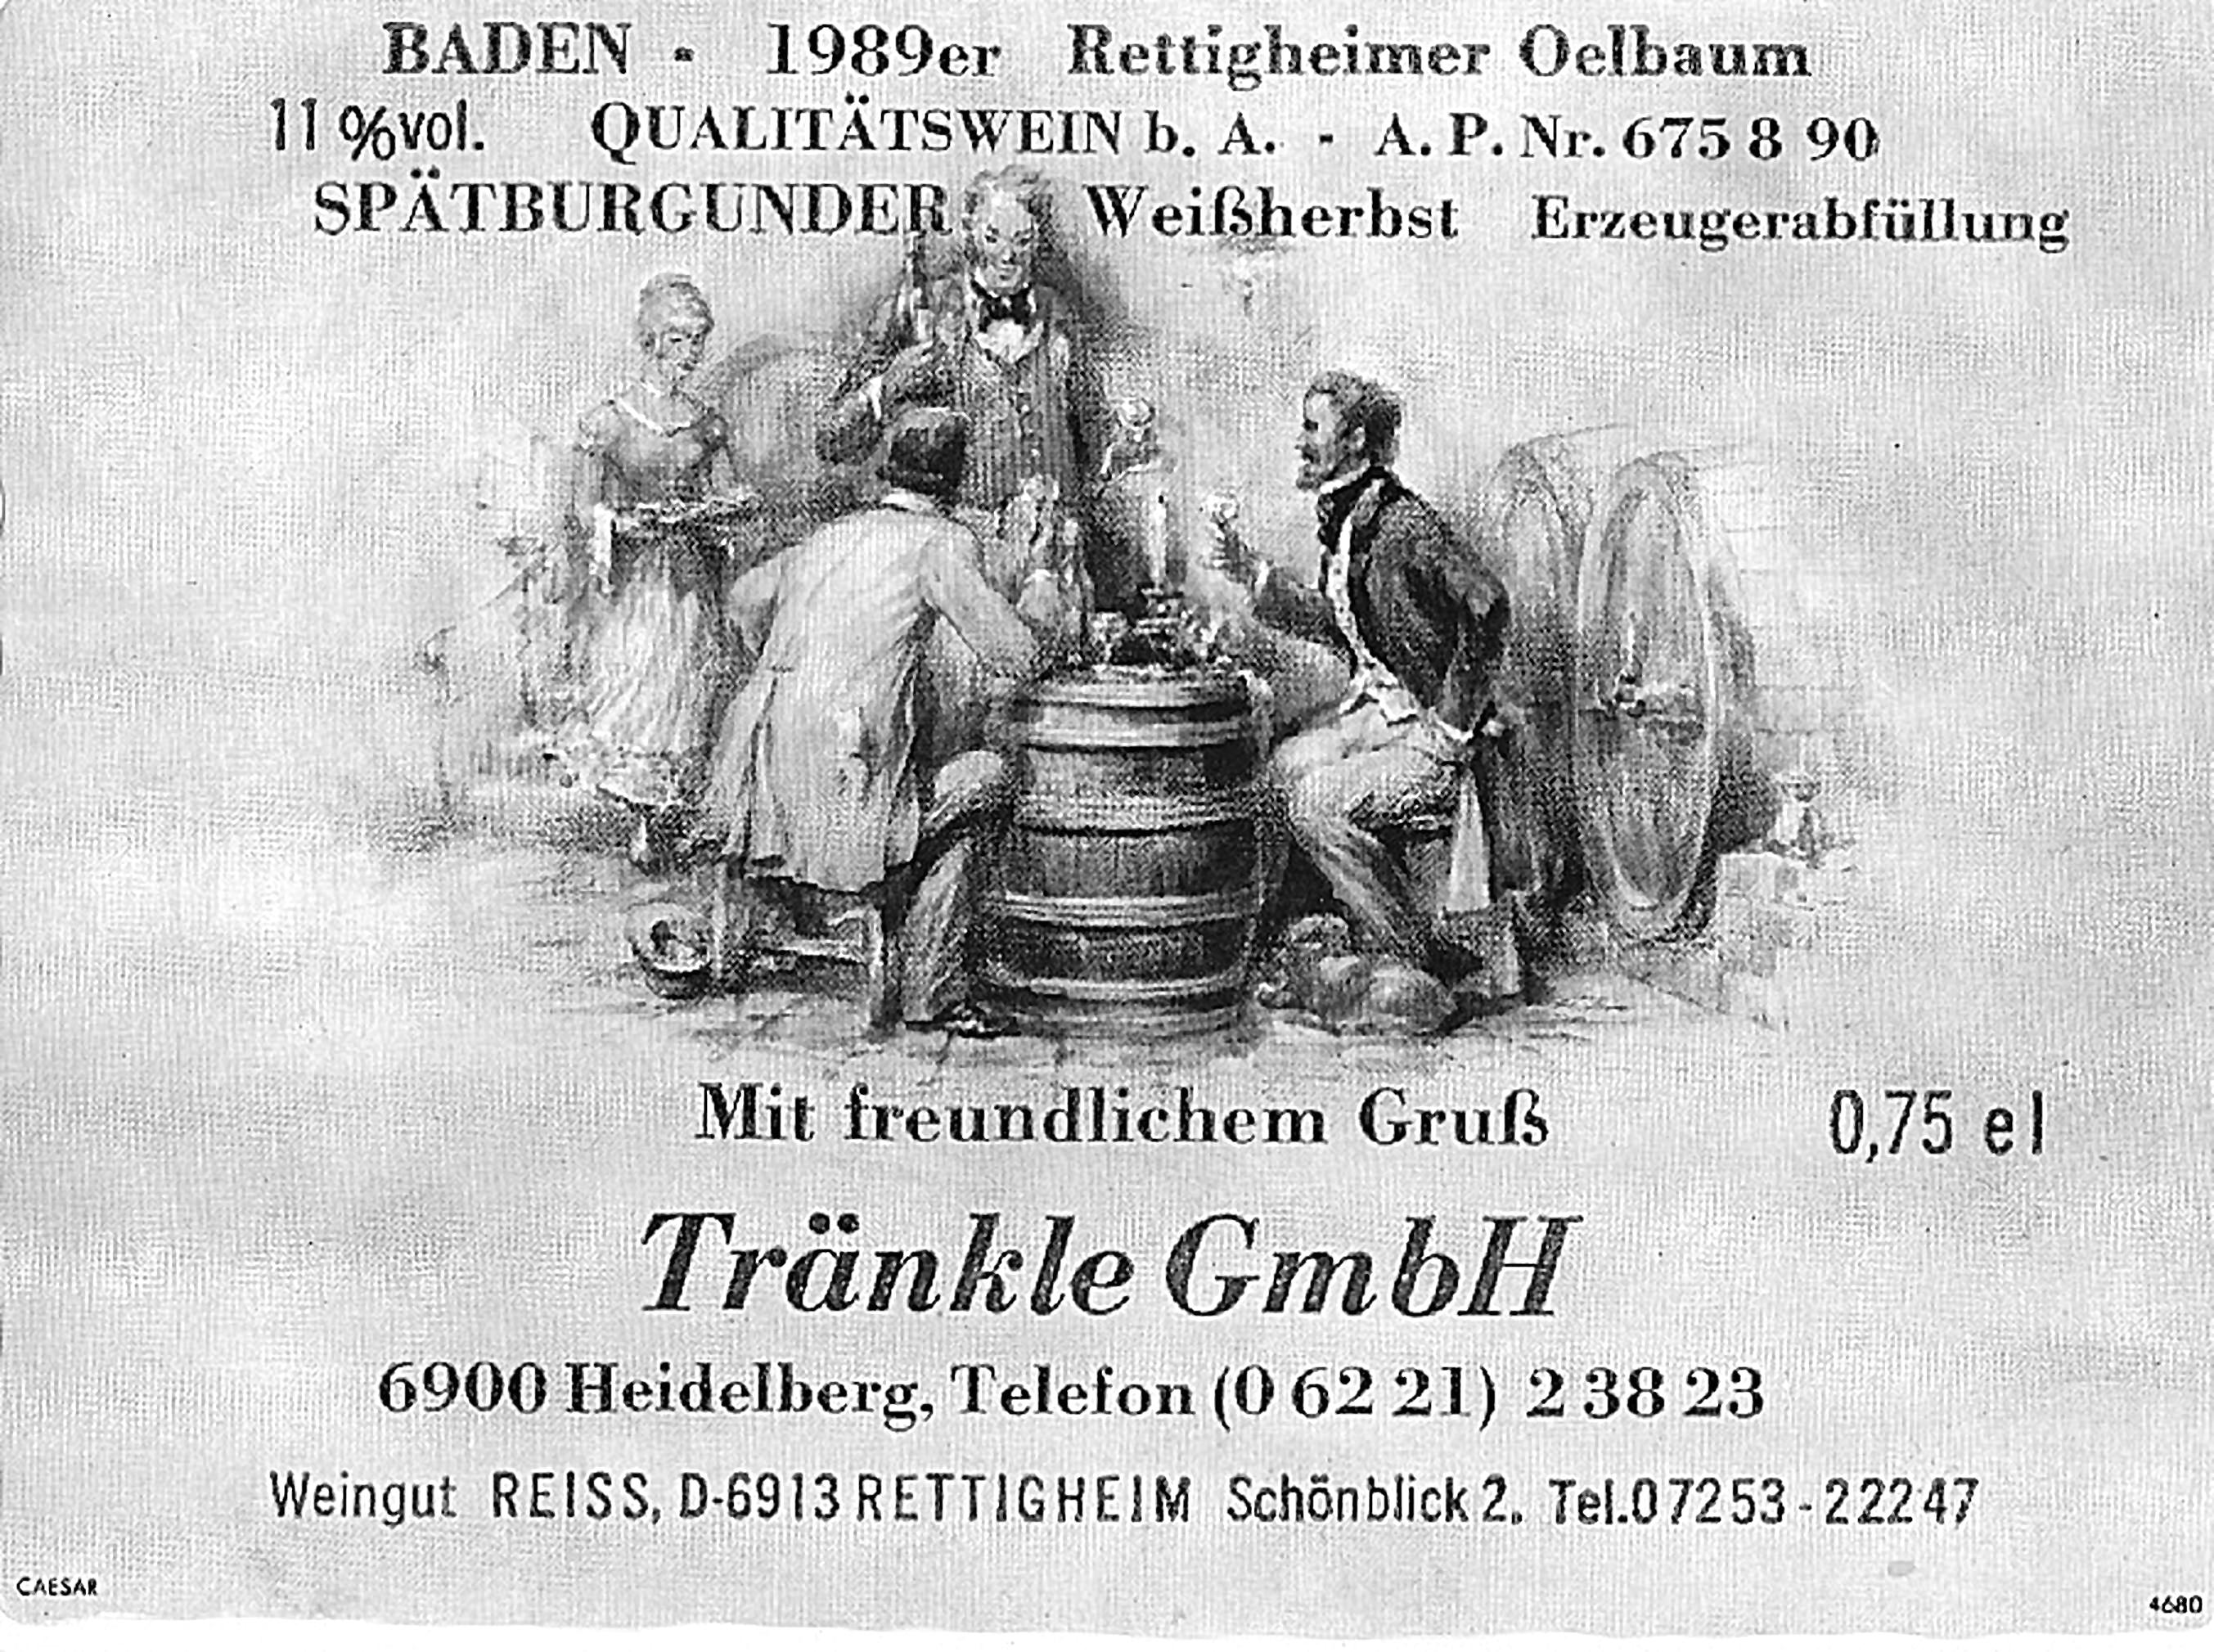 BADEN - 1989er Rettigheimer Oelbaum
11%vol. QUALITÄTSWEIN b. A. - A. P. Nr. 675 8 90
SPÄTBURGUNDER Weißherbst Erzeugerabfüllung
Mit freundlichem Gruß
0,75 e l
Tränkle GmbH
6900 Heidelberg, Telefon (0 62 21) 2 38 23
Weingut REISS, D-6913 RETTIGHEIM Schönblick 2. Tel.07253-22247
CAESAR
4680